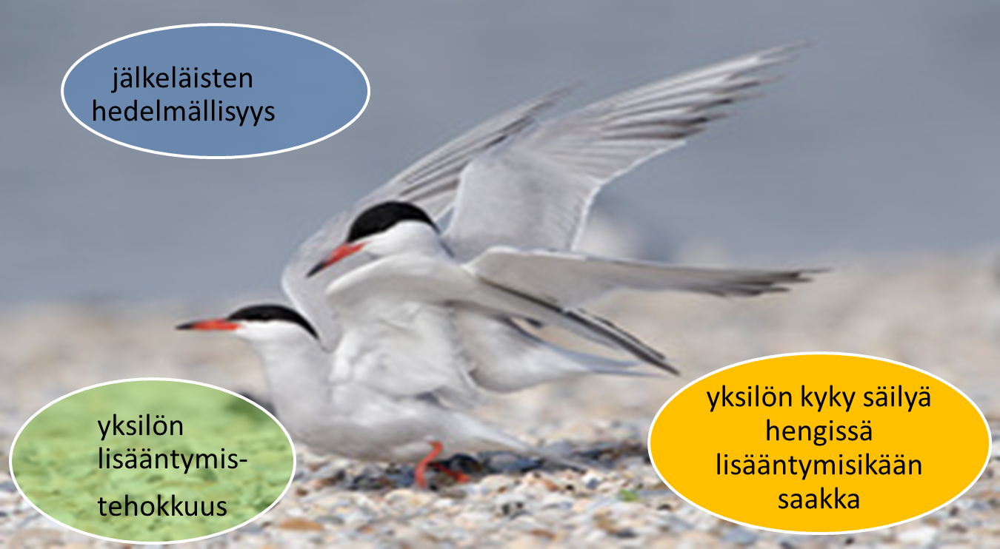 jälkeläisten
hedelmällisyys
yksilön
lisääntymis-
tehokkuus
yksilön kyky säilyä
hengissä
lisääntymisikään
saakka